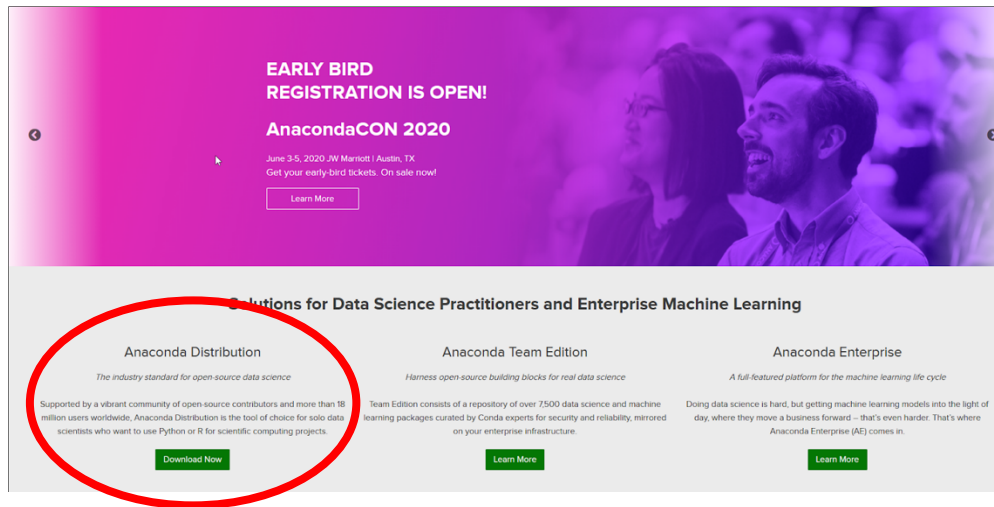 EARLY BIRD
REGISTRATION IS OPEN!
AnacondaCON 2020
June 3-5, 2020 JW Marriott | Austin, TX
Get your early-bird tickets. On sale now!
Learn More
Solutions for Data Science Practitioners and Enterprise Machine Learning
Anaconda Distribution
The industry standard for open-source data science
Supported by a vibrant community of open-source contributors and more than 18
million users worldwide, Anaconda Distribution is the tool of choice for solo data
scientists who want to use Python or R for scientific computing projects.
Download Now
Anaconda Team Edition
Harness open-source building blocks for real data science
Team Edition consists of a repository of over 7,500 data science and machine
learning packages curated by Conda experts for security and reliability, mirrored
on your enterprise infrastructure.
Learn More
Anaconda Enterprise
A full-featured platform for the machine learning life cycle
Doing data science is hard, but getting machine learning models into the light of
day, where they move a business forward – that's even harder. That's where
Anaconda Enterprise (AE) comes in.
Learn More